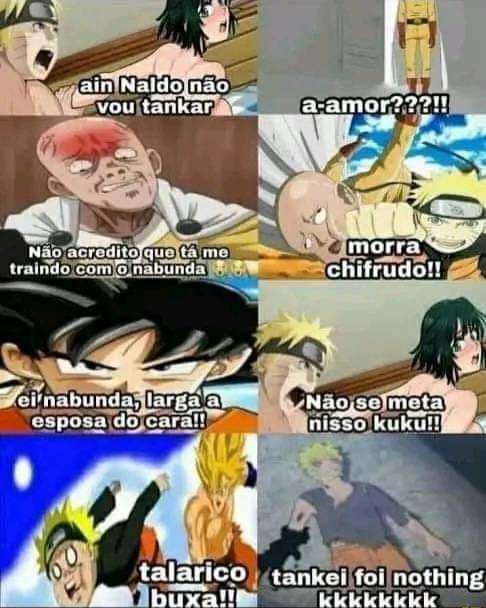 ain Naldo não
vou tankar
a-amor???!!
Não acredito que tá me
traindo com o nabunda 😭😭
morra
chifrudo!!
ei nabunda, larga a
esposa do cara!!
Não se meta
nisso kuku!!
talarico
buxa!!
tankei foi nothing
kkkkkkkk